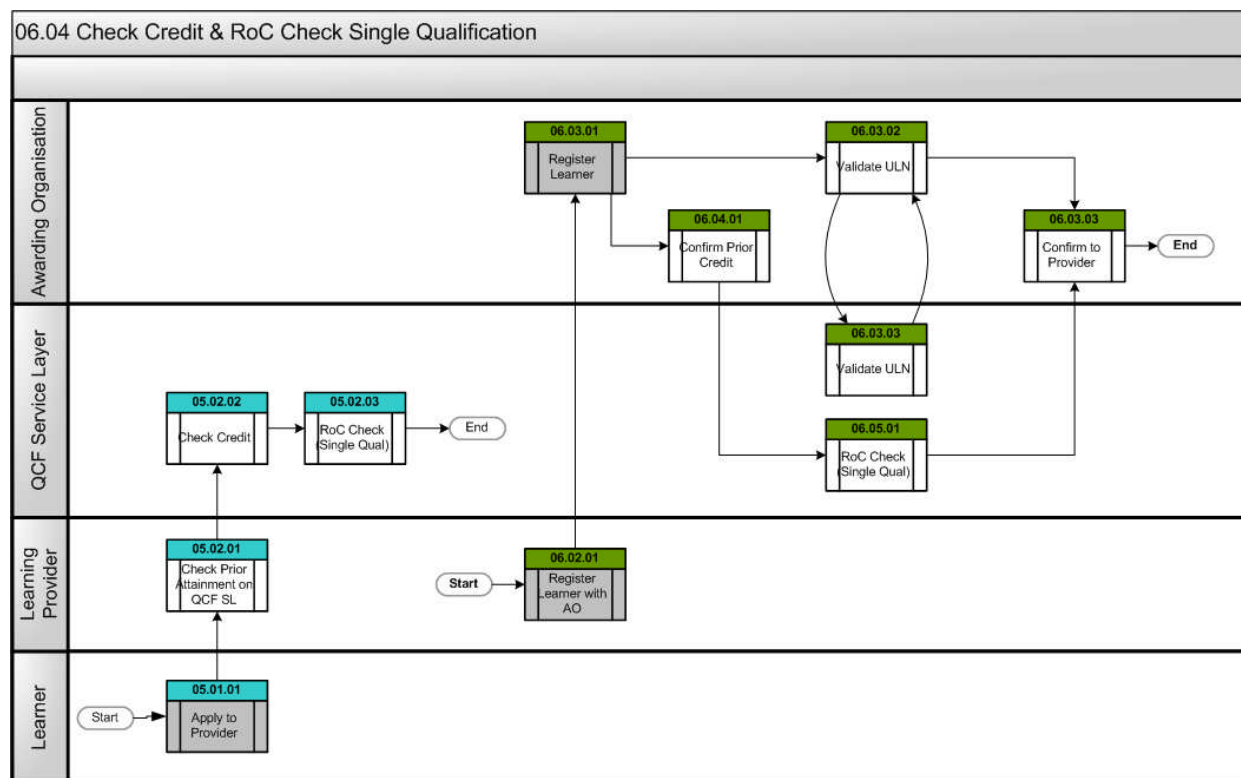 06.04 Check Credit & RoC Check Single Qualification
Awarding Organisation
06.03.01
Register
Learner
06.03.02
Validate ULN
06.04.01
Confirm Prior
Credit
06.03.03
Confirm to
Provider
End
QCF Service Layer
06.03.03
Validate ULN
05.02.02
Check Credit
05.02.03
RoC Check
(Single Qual)
End
06.05.01
RoC Check
(Single Qual)
Learning
Provider
05.02.01
Check Prior
Attainment on
QCF SL
Start
06.02.01
Register
Learner with
AO
Learner
Start
05.01.01
Apply to
Provider